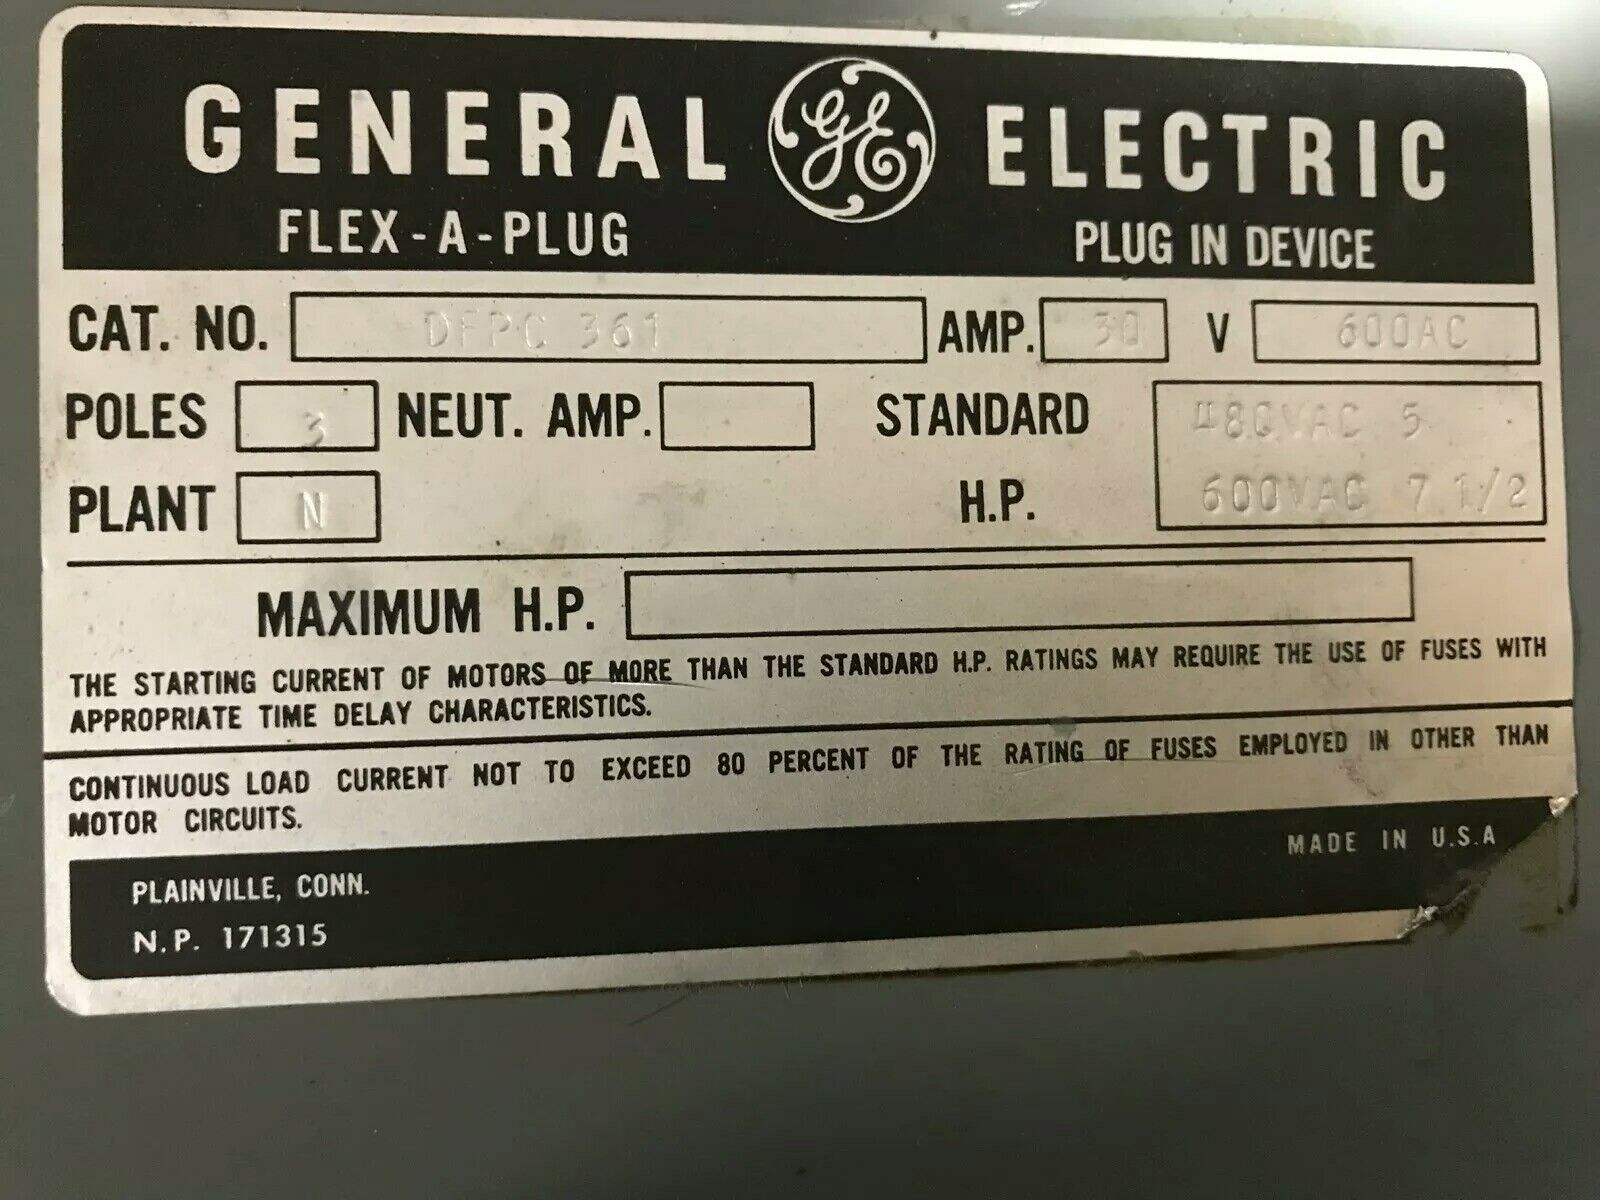 GENERAL GE ELECTRIC
FLEX-A-PLUG PLUG IN DEVICE
CAT. NO. DFPC 361 AMP. 30 V 600AC
POLES 3 NEUT. AMP. STANDARD 480VAC 5
PLANT N H.P. 600VAC 7 1/2
MAXIMUM H.P.
THE STARTING CURRENT OF MOTORS OF MORE THAN THE STANDARD H.P. RATINGS MAY REQUIRE THE USE OF FUSES WITH
APPROPRIATE TIME DELAY CHARACTERISTICS.
CONTINUOUS LOAD CURRENT NOT TO EXCEED 80 PERCENT OF THE RATING OF FUSES EMPLOYED IN OTHER THAN
MOTOR CIRCUITS.
MADE IN U.S.A
PLAINVILLE, CONN.
N.P. 171315